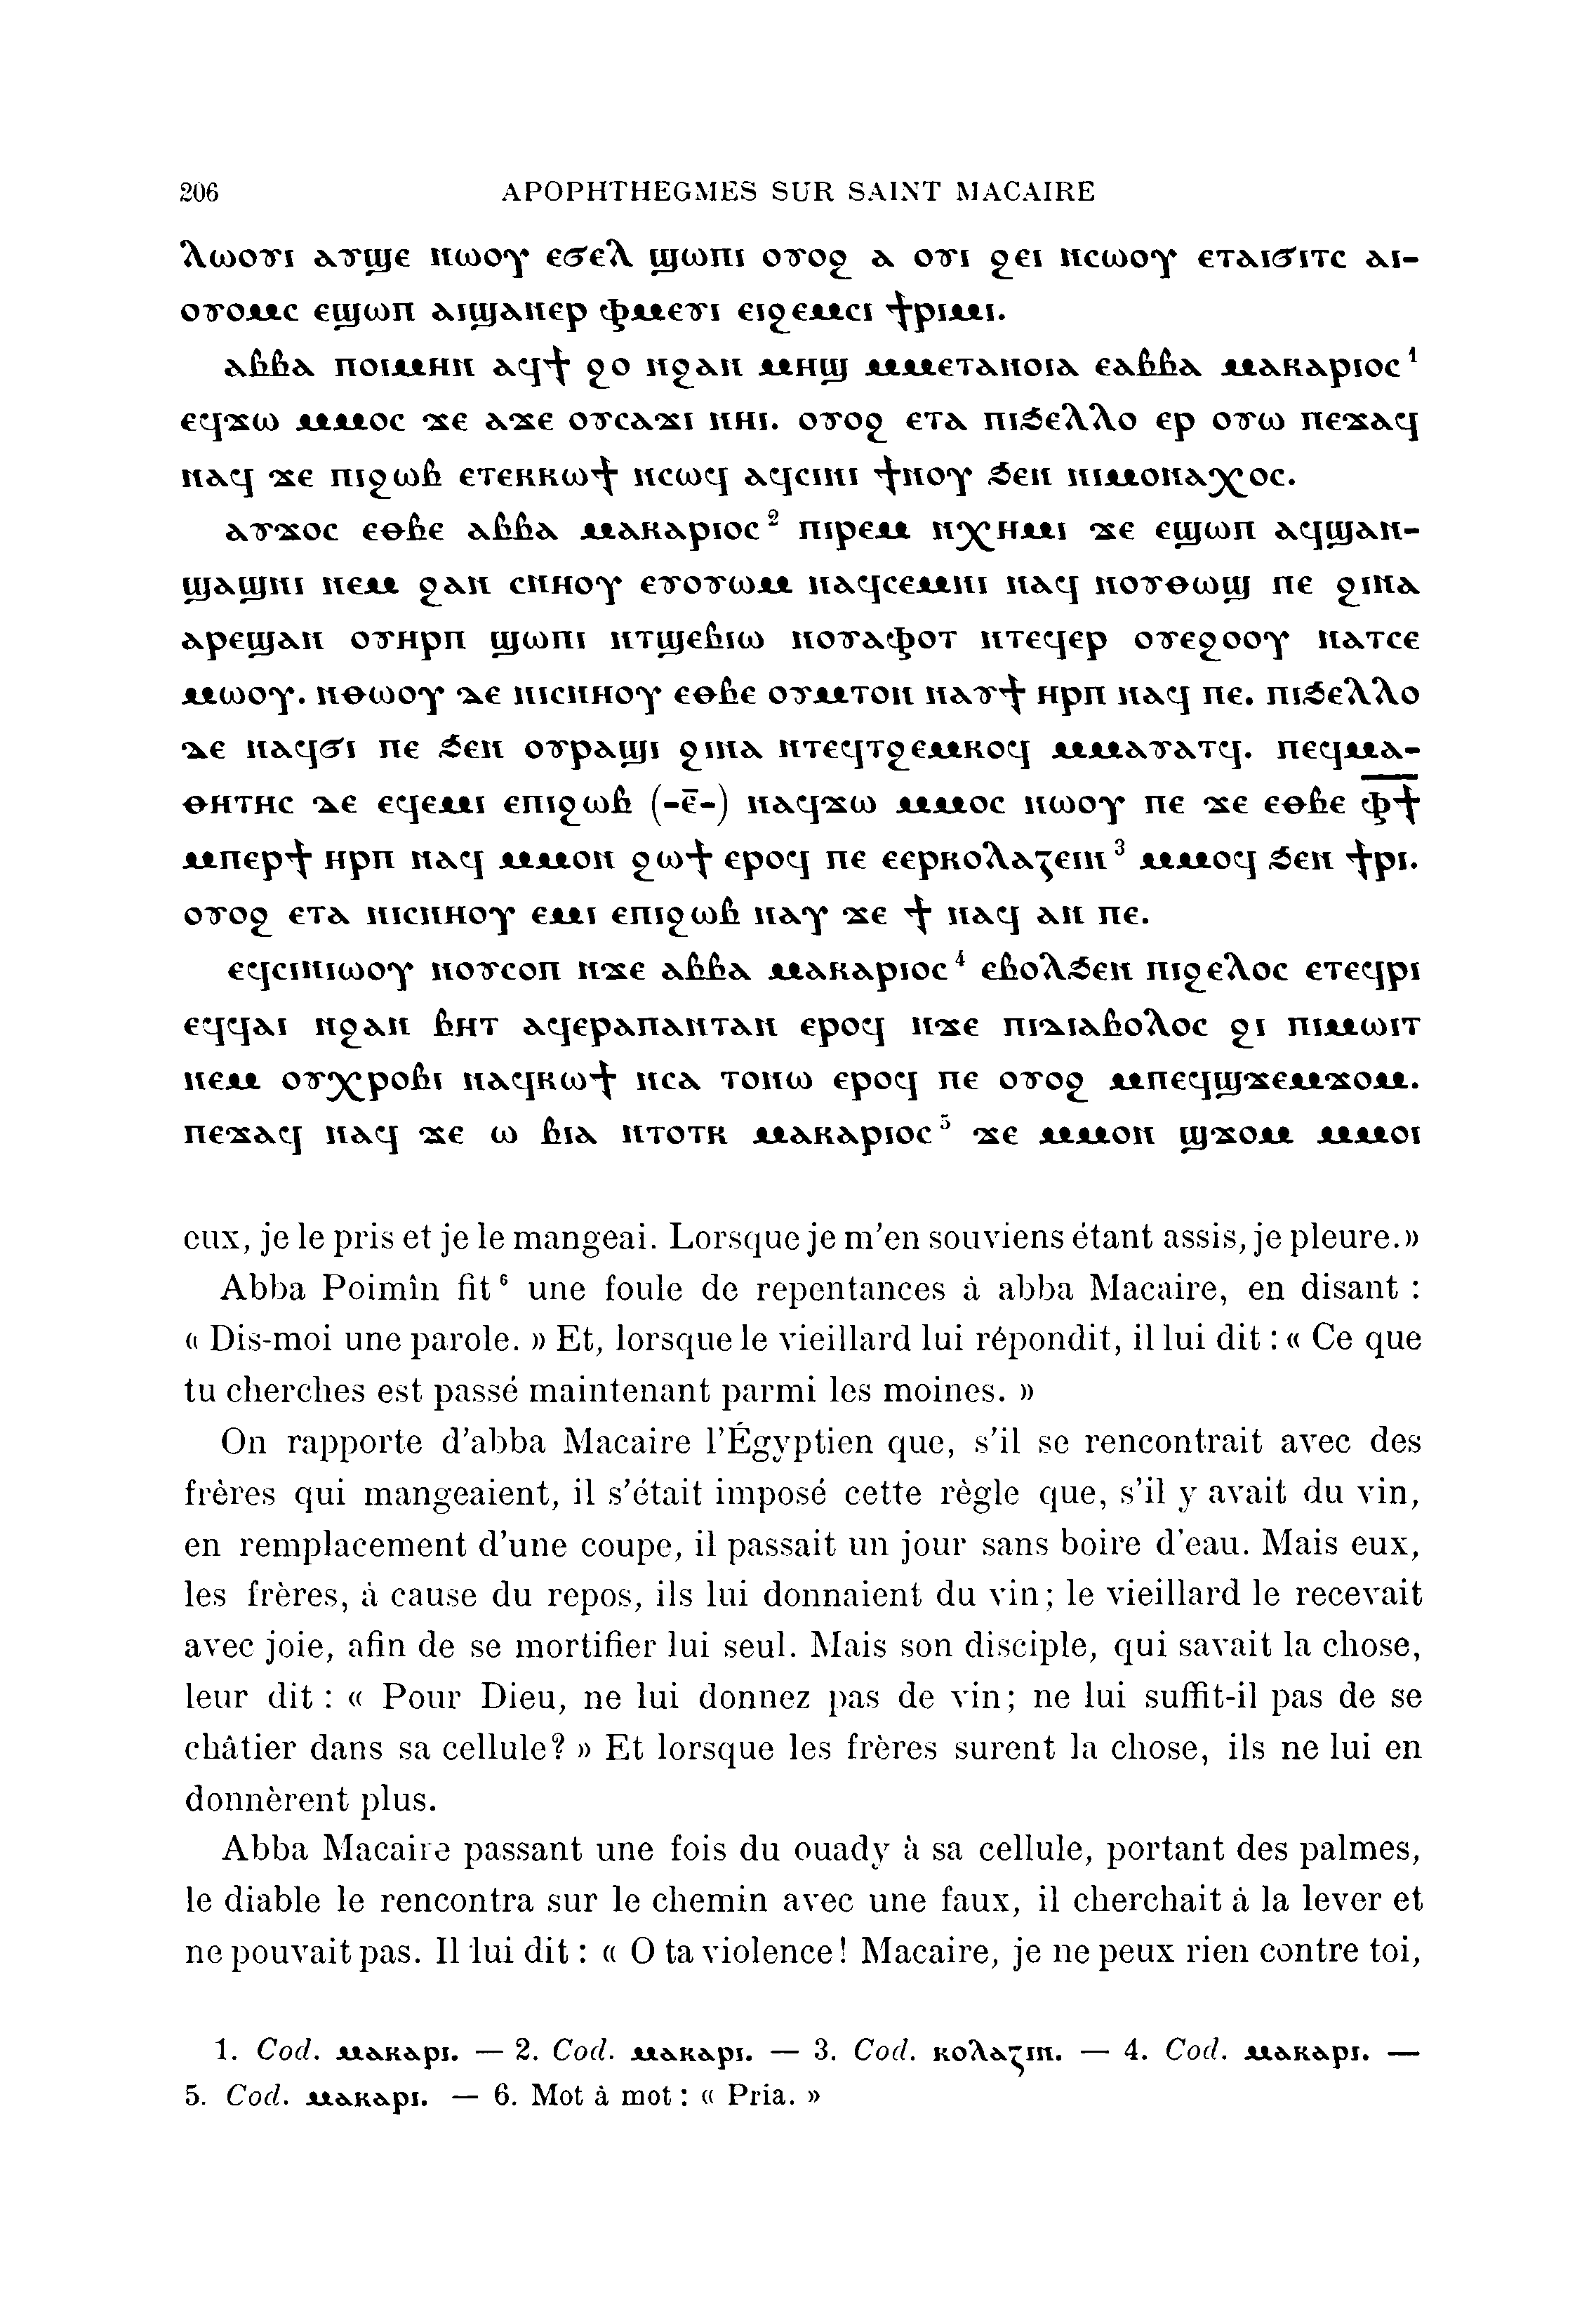 206 APOPHTHEGMES SUR SAINT MACAIRE
ⲗⲱⲟⲩⲓ ⲁⲩϣⲉ ⲛⲱⲟⲩ ⲉϭⲉⲗ ϣⲱⲡⲓ ⲟⲩⲟϩ ⲁ ⲟⲩⲓ ϩⲉⲓ ⲛⲥⲱⲟⲩ ⲉⲧⲁⲓϭⲓⲧⲥ ⲁⲓ-
ⲟⲩⲟⲙⲥ ⲉϣⲱⲡ ⲁⲓϣⲁⲛⲉⲣ ⲫⲙⲉⲩⲓ ⲉⲓϩⲉⲙⲥⲓ ϯⲣⲓⲙⲓ.
ⲁⲃⲃⲁ ⲡⲟⲓⲙⲏⲛ ⲁϥϯ ϩⲟ ⲛϩⲁⲛ ⲙⲏϣ ⲙⲙⲉⲧⲁⲛⲟⲓⲁ ⲉⲁⲃⲃⲁ ⲙⲁⲕⲁⲣⲓⲟⲥ¹
ⲉϥϫⲱ ⲙⲙⲟⲥ ϫⲉ ⲁϫⲉ ⲟⲩⲥⲁϫⲓ ⲛⲏⲓ. ⲟⲩⲟϩ ⲉⲧⲁ ⲡⲓϧⲉⲗⲗⲟ ⲉⲣ ⲟⲩⲱ ⲡⲉϫⲁϥ
ⲛⲁϥ ϫⲉ ⲡⲓϩⲱⲃ ⲉⲧⲉⲕⲕⲱϯ ⲛⲥⲱϥ ⲁϥⲥⲓⲛⲓ ϯⲛⲟⲩ ϧⲉⲛ ⲛⲓⲙⲟⲛⲁⲭⲟⲥ.
ⲁⲩϫⲟⲥ ⲉⲑⲃⲉ ⲁⲃⲃⲁ ⲙⲁⲕⲁⲣⲓⲟⲥ² ⲡⲓⲣⲉⲙ ⲛⲭⲏⲙⲓ ϫⲉ ⲉϣⲱⲡ ⲁϥϣⲁⲛ-
ϣⲁϣⲛⲓ ⲛⲉⲙ ϩⲁⲛ ⲥⲛⲏⲟⲩ ⲉⲩⲟⲩⲱⲙ ⲛⲁϥⲥⲉⲙⲛⲓ ⲛⲁϥ ⲛⲟⲩⲑⲱϣ ⲡⲉ ϩⲓⲛⲁ
ⲁⲣⲉϣⲁⲛ ⲟⲩⲏⲣⲡ ϣⲱⲡⲓ ⲛⲧϣⲉⲃⲓⲱ ⲛⲟⲩⲁⲫⲟⲧ ⲛⲧⲉϥⲉⲣ ⲟⲩⲉϩⲟⲟⲩ ⲛⲁⲧⲥⲉ
ⲙⲱⲟⲩ. ⲛⲑⲱⲟⲩ ⲇⲉ ⲛⲓⲥⲛⲏⲟⲩ ⲉⲑⲃⲉ ⲟⲩⲙⲧⲟⲛ ⲛⲁⲩϯ ⲏⲣⲡ ⲛⲁϥ ⲡⲉ. ⲡⲓϧⲉⲗⲗⲟ
ⲇⲉ ⲛⲁϥϭⲓ ⲡⲉ ϧⲉⲛ ⲟⲩⲣⲁϣⲓ ϩⲓⲛⲁ ⲛⲧⲉϥⲧϩⲉⲙⲕⲟϥ ⲙⲙⲁⲩⲁⲧϥ. ⲡⲉϥⲙⲁ-
ⲑⲏⲧⲏⲥ ⲇⲉ ⲉϥⲉⲙⲓ ⲉⲡⲓϩⲱⲃ (-ⲉ̄-) ⲛⲁϥϫⲱ ⲙⲙⲟⲥ ⲛⲱⲟⲩ ⲡⲉ ϫⲉ ⲉⲑⲃⲉ ⲫ̅ϯ̅
ⲙⲡⲉⲣϯ ⲏⲣⲡ ⲛⲁϥ ⲙⲙⲟⲛ ϩⲱϯ ⲉⲣⲟϥ ⲡⲉ ⲉⲉⲣⲕⲟⲗⲁⲍⲉⲓⲛ³ ⲙⲙⲟϥ ϧⲉⲛ ϯⲣⲓ.
ⲟⲩⲟϩ ⲉⲧⲁ ⲛⲓⲥⲛⲏⲟⲩ ⲉⲙⲓ ⲉⲡⲓϩⲱⲃ ⲛⲁⲩ ϫⲉ ϯ ⲛⲁϥ ⲁⲛ ⲡⲉ.
ⲉϥⲥⲓⲛⲓⲱⲟⲩ ⲛⲟⲩⲥⲟⲡ ⲛϫⲉ ⲁⲃⲃⲁ ⲙⲁⲕⲁⲣⲓⲟⲥ⁴ ⲉⲃⲟⲗϧⲉⲛ ⲡⲓϩⲉⲗⲟⲥ ⲉⲧⲉϥⲣⲓ
ⲉϥϥⲁⲓ ⲛϩⲁⲛ ⲃⲏⲧ ⲁϥⲉⲣⲁⲡⲁⲛⲧⲁⲛ ⲉⲣⲟϥ ⲛϫⲉ ⲡⲓⲇⲓⲁⲃⲟⲗⲟⲥ ϩⲓ ⲡⲓⲙⲱⲓⲧ
ⲛⲉⲙ ⲟⲩⲭⲣⲟⲃⲓ ⲛⲁϥⲕⲱϯ ⲛⲥⲁ ⲧⲟⲛⲱ ⲉⲣⲟϥ ⲡⲉ ⲟⲩⲟϩ ⲙⲡⲉϥϣϫⲉⲙϫⲟⲙ.
ⲡⲉϫⲁϥ ⲛⲁϥ ϫⲉ ⲱ ⲃⲓⲁ ⲛⲧⲟⲧⲕ ⲙⲁⲕⲁⲣⲓⲟⲥ⁵ ϫⲉ ⲙⲙⲟⲛ ϣϫⲟⲙ ⲙⲙⲟⲓ
eux, je le pris et je le mangeai. Lorsque je m'en souviens étant assis, je pleure.»
Abba Poimîn fit⁶ une foule de repentances à abba Macaire, en disant :
« Dis-moi une parole. » Et, lorsque le vieillard lui répondit, il lui dit : « Ce que
tu cherches est passé maintenant parmi les moines. »
On rapporte d'abba Macaire l'Égyptien que, s'il se rencontrait avec des
frères qui mangeaient, il s'était imposé cette règle que, s'il y avait du vin,
en remplacement d'une coupe, il passait un jour sans boire d'eau. Mais eux,
les frères, à cause du repos, ils lui donnaient du vin; le vieillard le recevait
avec joie, afin de se mortifier lui seul. Mais son disciple, qui savait la chose,
leur dit : « Pour Dieu, ne lui donnez pas de vin; ne lui suffit-il pas de se
châtier dans sa cellule? » Et lorsque les frères surent la chose, ils ne lui en
donnèrent plus.
Abba Macaire passant une fois du ouady à sa cellule, portant des palmes,
le diable le rencontra sur le chemin avec une faux, il cherchait à la lever et
ne pouvait pas. Il lui dit : « O ta violence! Macaire, je ne peux rien contre toi,
1. Cod. ⲙⲁⲕⲁⲣⲓ. — 2. Cod. ⲙⲁⲕⲁⲣⲓ. — 3. Cod. ⲕⲟⲗⲁⲍⲓⲛ. — 4. Cod. ⲙⲁⲕⲁⲣⲓ. —
5. Cod. ⲙⲁⲕⲁⲣⲓ. — 6. Mot à mot : « Pria. »